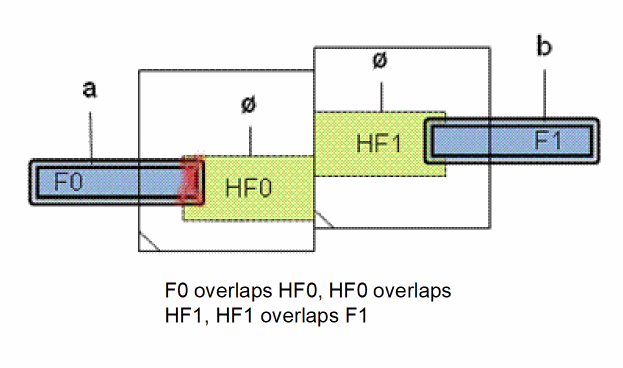 b
ø
a
ø
HF1
F1
F0
HF0
F0 overlaps HF0, HF0 overlaps
HF1, HF1 overlaps F1